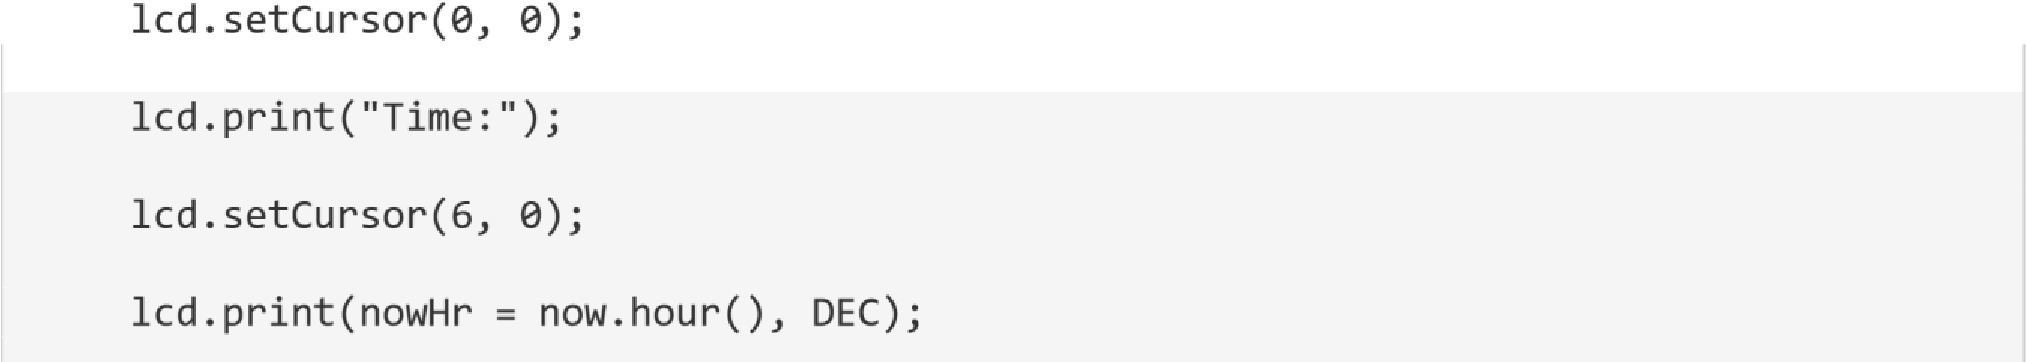 lcd.setCursor(0, 0);
lcd.print("Time:");
lcd.setCursor(6, 0);
lcd.print(nowHr = now.hour(), DEC);